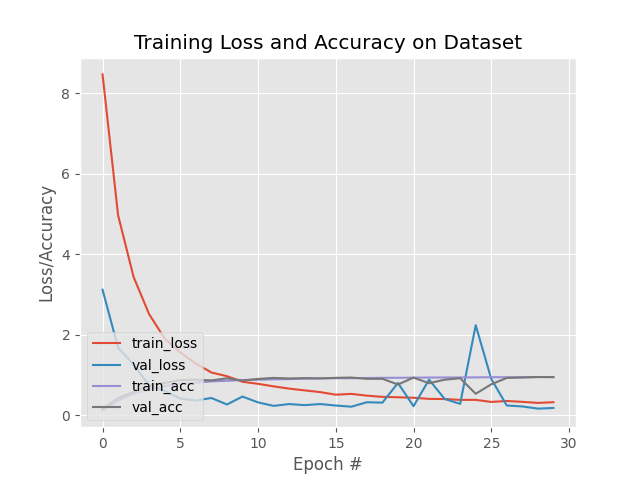 Training Loss and Accuracy on Dataset
Loss/Accuracy
8
6
4
2
0
train_loss
val_loss
train_acc
val_acc
0 5 10 15 20 25 30
Epoch #